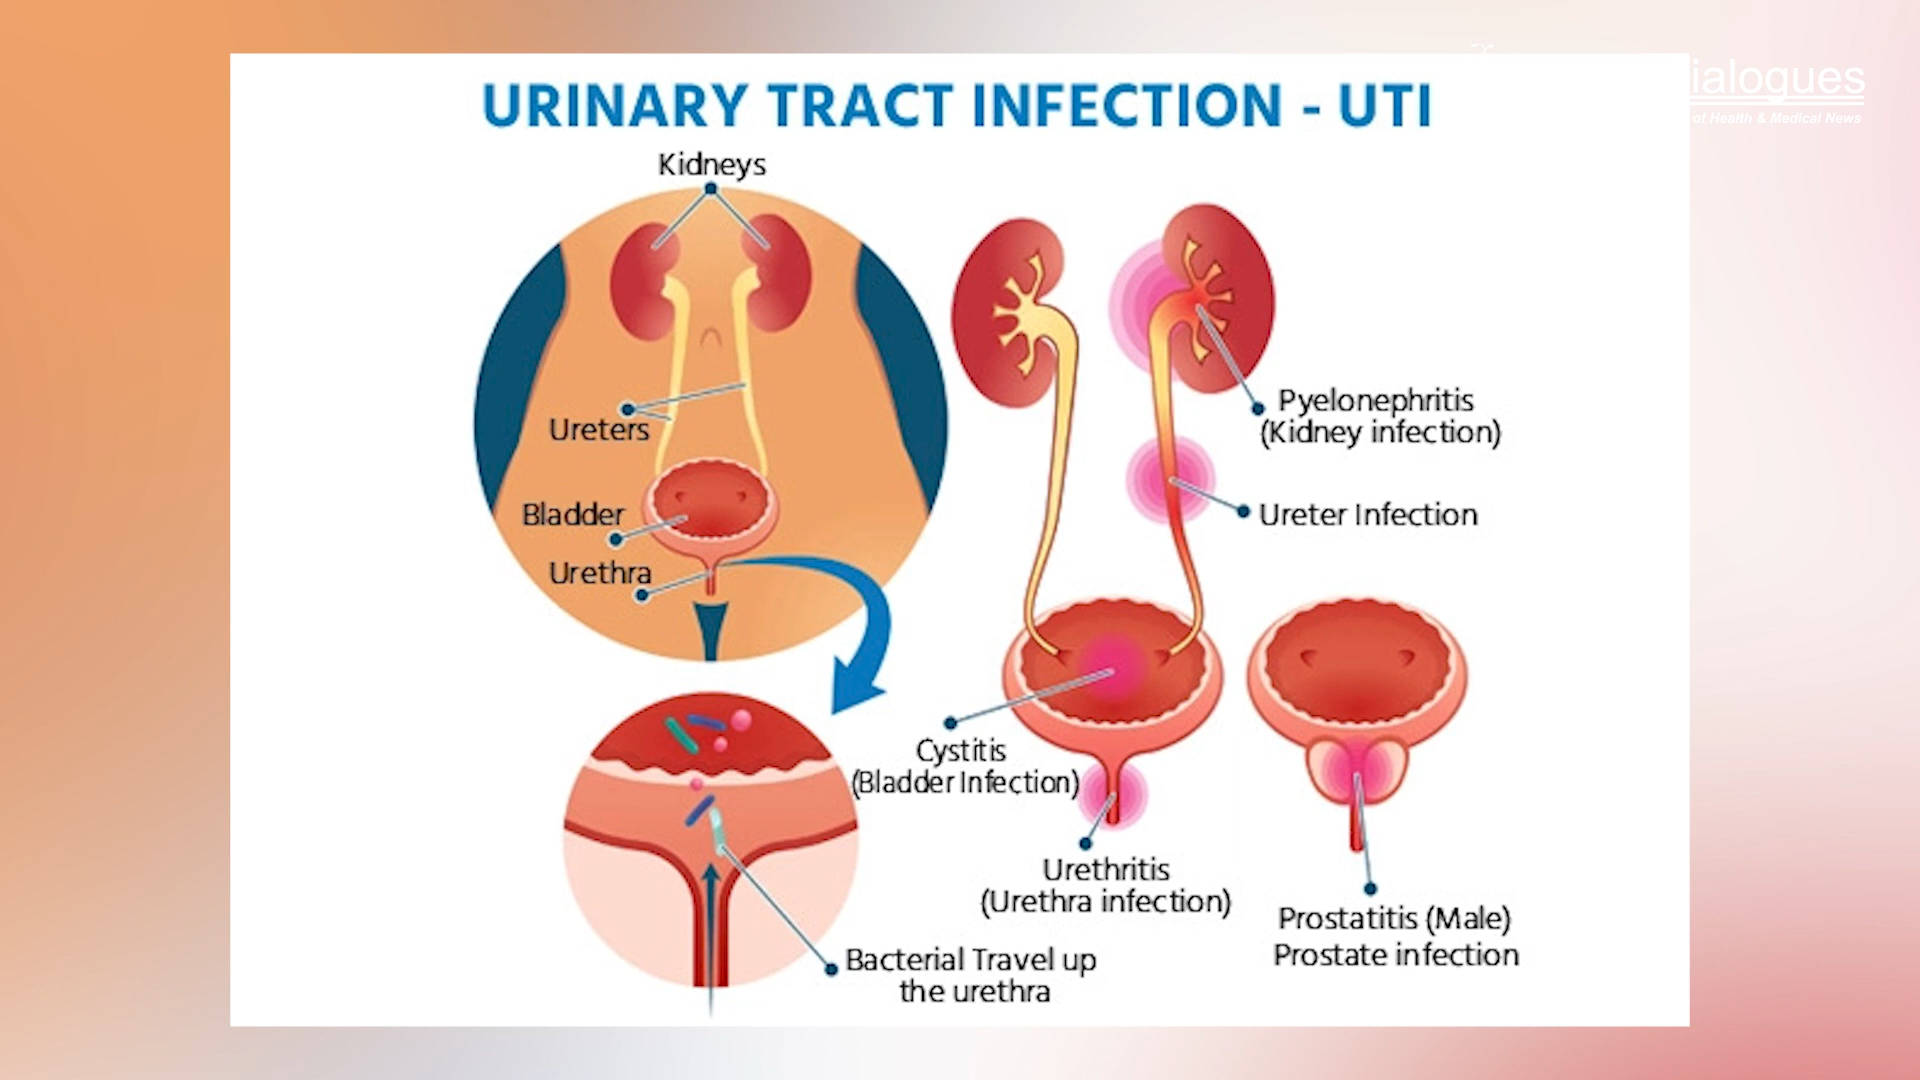 URINARY TRACT INFECTION - UTI
ialogues
of Health & Medical News
Kidneys
Ureters
Bladder
Urethra
Pyelonephritis
(Kidney infection)
Ureter Infection
Cystitis
(Bladder Infection)
Urethritis
(Urethra infection)
Prostatitis (Male)
Prostate infection
Bacterial Travel up
the urethra